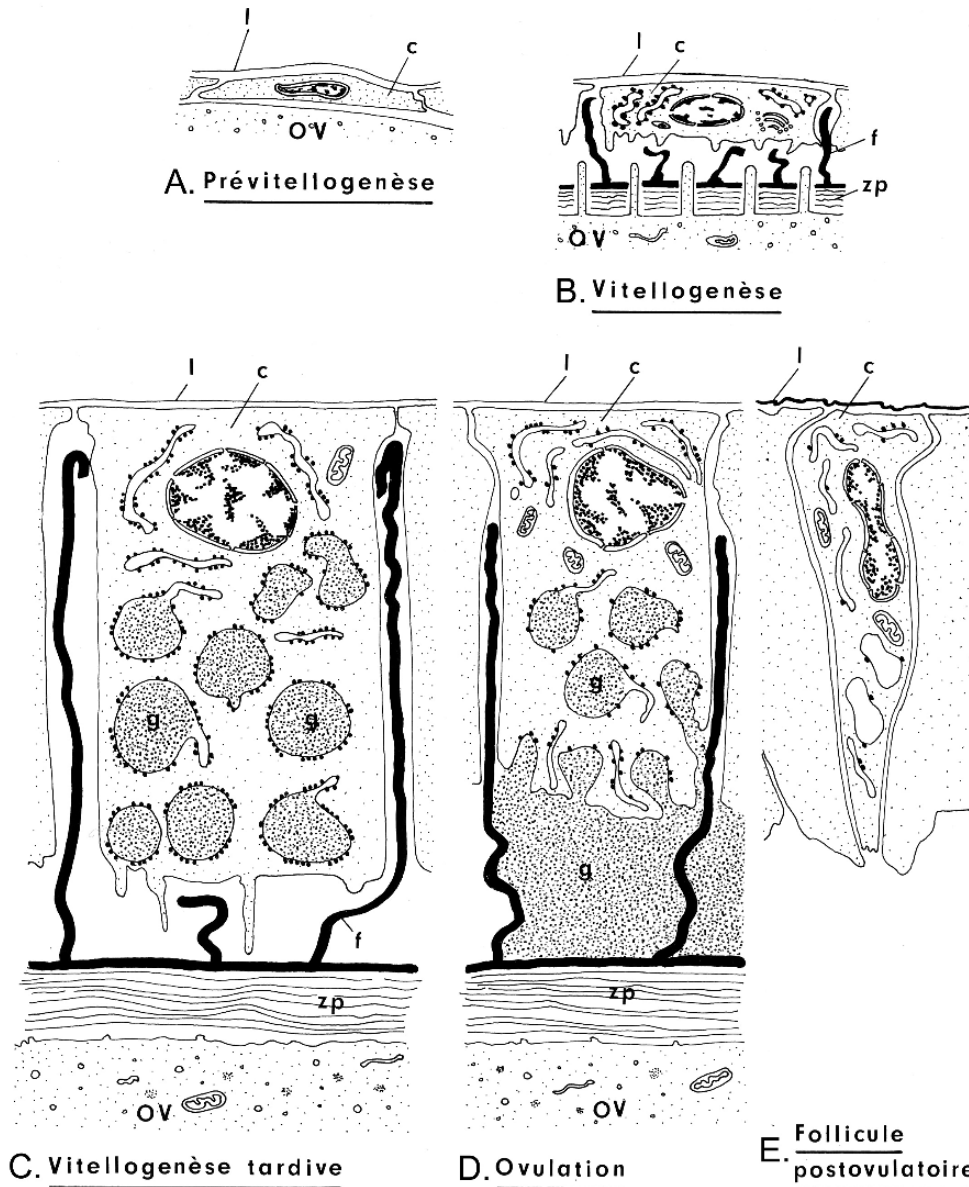 l
c
OV
A. Prévitellogenèse
l
c
f
zp
OV
B. Vitellogenèse
l
c
g
g
f
zp
OV
C. Vitellogenèse tardive
l
c
g
g
zp
OV
D. Ovulation
l
c
E. Follicule
postovulatoire